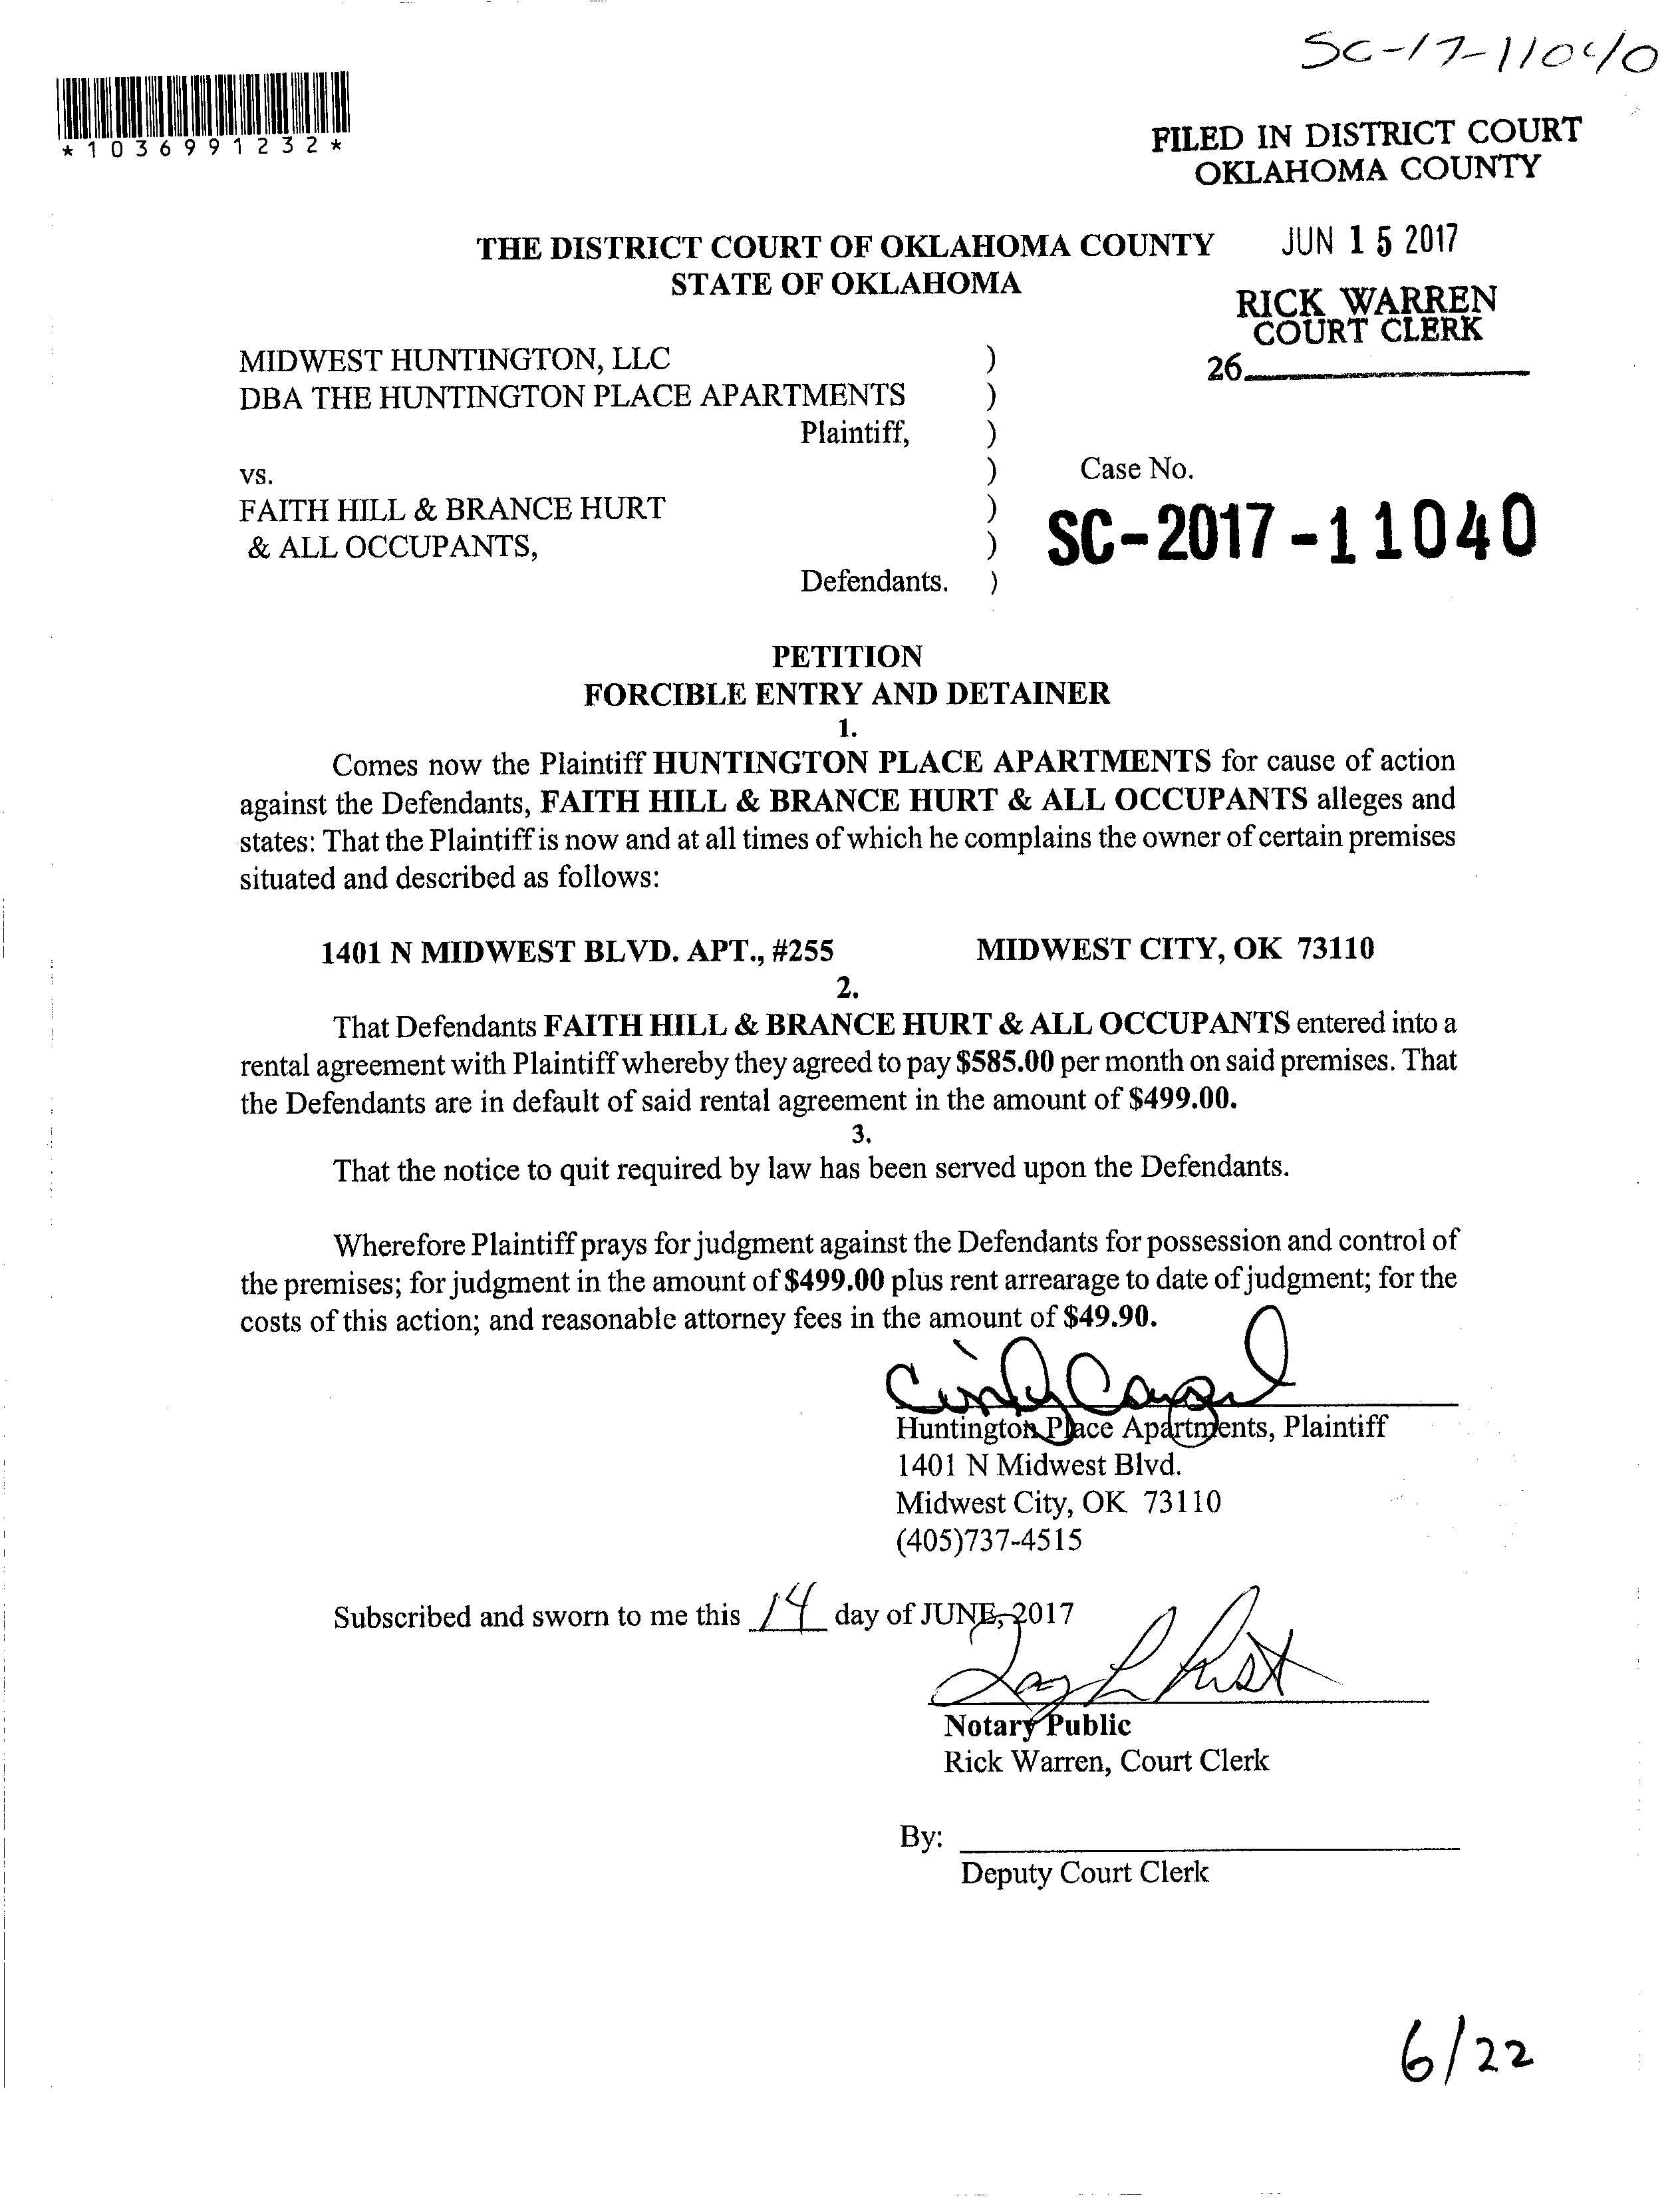 SC-17-11040
*1036991232*
FILED IN DISTRICT COURT
OKLAHOMA COUNTY
THE DISTRICT COURT OF OKLAHOMA COUNTY
STATE OF OKLAHOMA
JUN 15 2017
RICK WARREN
COURT CLERK
26
MIDWEST HUNTINGTON, LLC )
DBA THE HUNTINGTON PLACE APARTMENTS )
Plaintiff, )
vs. ) Case No.
FAITH HILL & BRANCE HURT )
& ALL OCCUPANTS, ) SC-2017-11040
Defendants. )
PETITION
FORCIBLE ENTRY AND DETAINER
1.
Comes now the Plaintiff HUNTINGTON PLACE APARTMENTS for cause of action
against the Defendants, FAITH HILL & BRANCE HURT & ALL OCCUPANTS alleges and
states: That the Plaintiff is now and at all times of which he complains the owner of certain premises
situated and described as follows:
1401 N MIDWEST BLVD. APT., #255 MIDWEST CITY, OK 73110
2.
That Defendants FAITH HILL & BRANCE HURT & ALL OCCUPANTS entered into a
rental agreement with Plaintiff whereby they agreed to pay $585.00 per month on said premises. That
the Defendants are in default of said rental agreement in the amount of $499.00.
3.
That the notice to quit required by law has been served upon the Defendants.
Wherefore Plaintiff prays for judgment against the Defendants for possession and control of
the premises; for judgment in the amount of $499.00 plus rent arrearage to date of judgment; for the
costs of this action; and reasonable attorney fees in the amount of $49.90.
Cindy
Huntington Place Apartments, Plaintiff
1401 N Midwest Blvd.
Midwest City, OK 73110
(405)737-4515
Subscribed and sworn to me this 14 day of JUNE, 2017
Notary Public
Rick Warren, Court Clerk
By:
Deputy Court Clerk
6/22